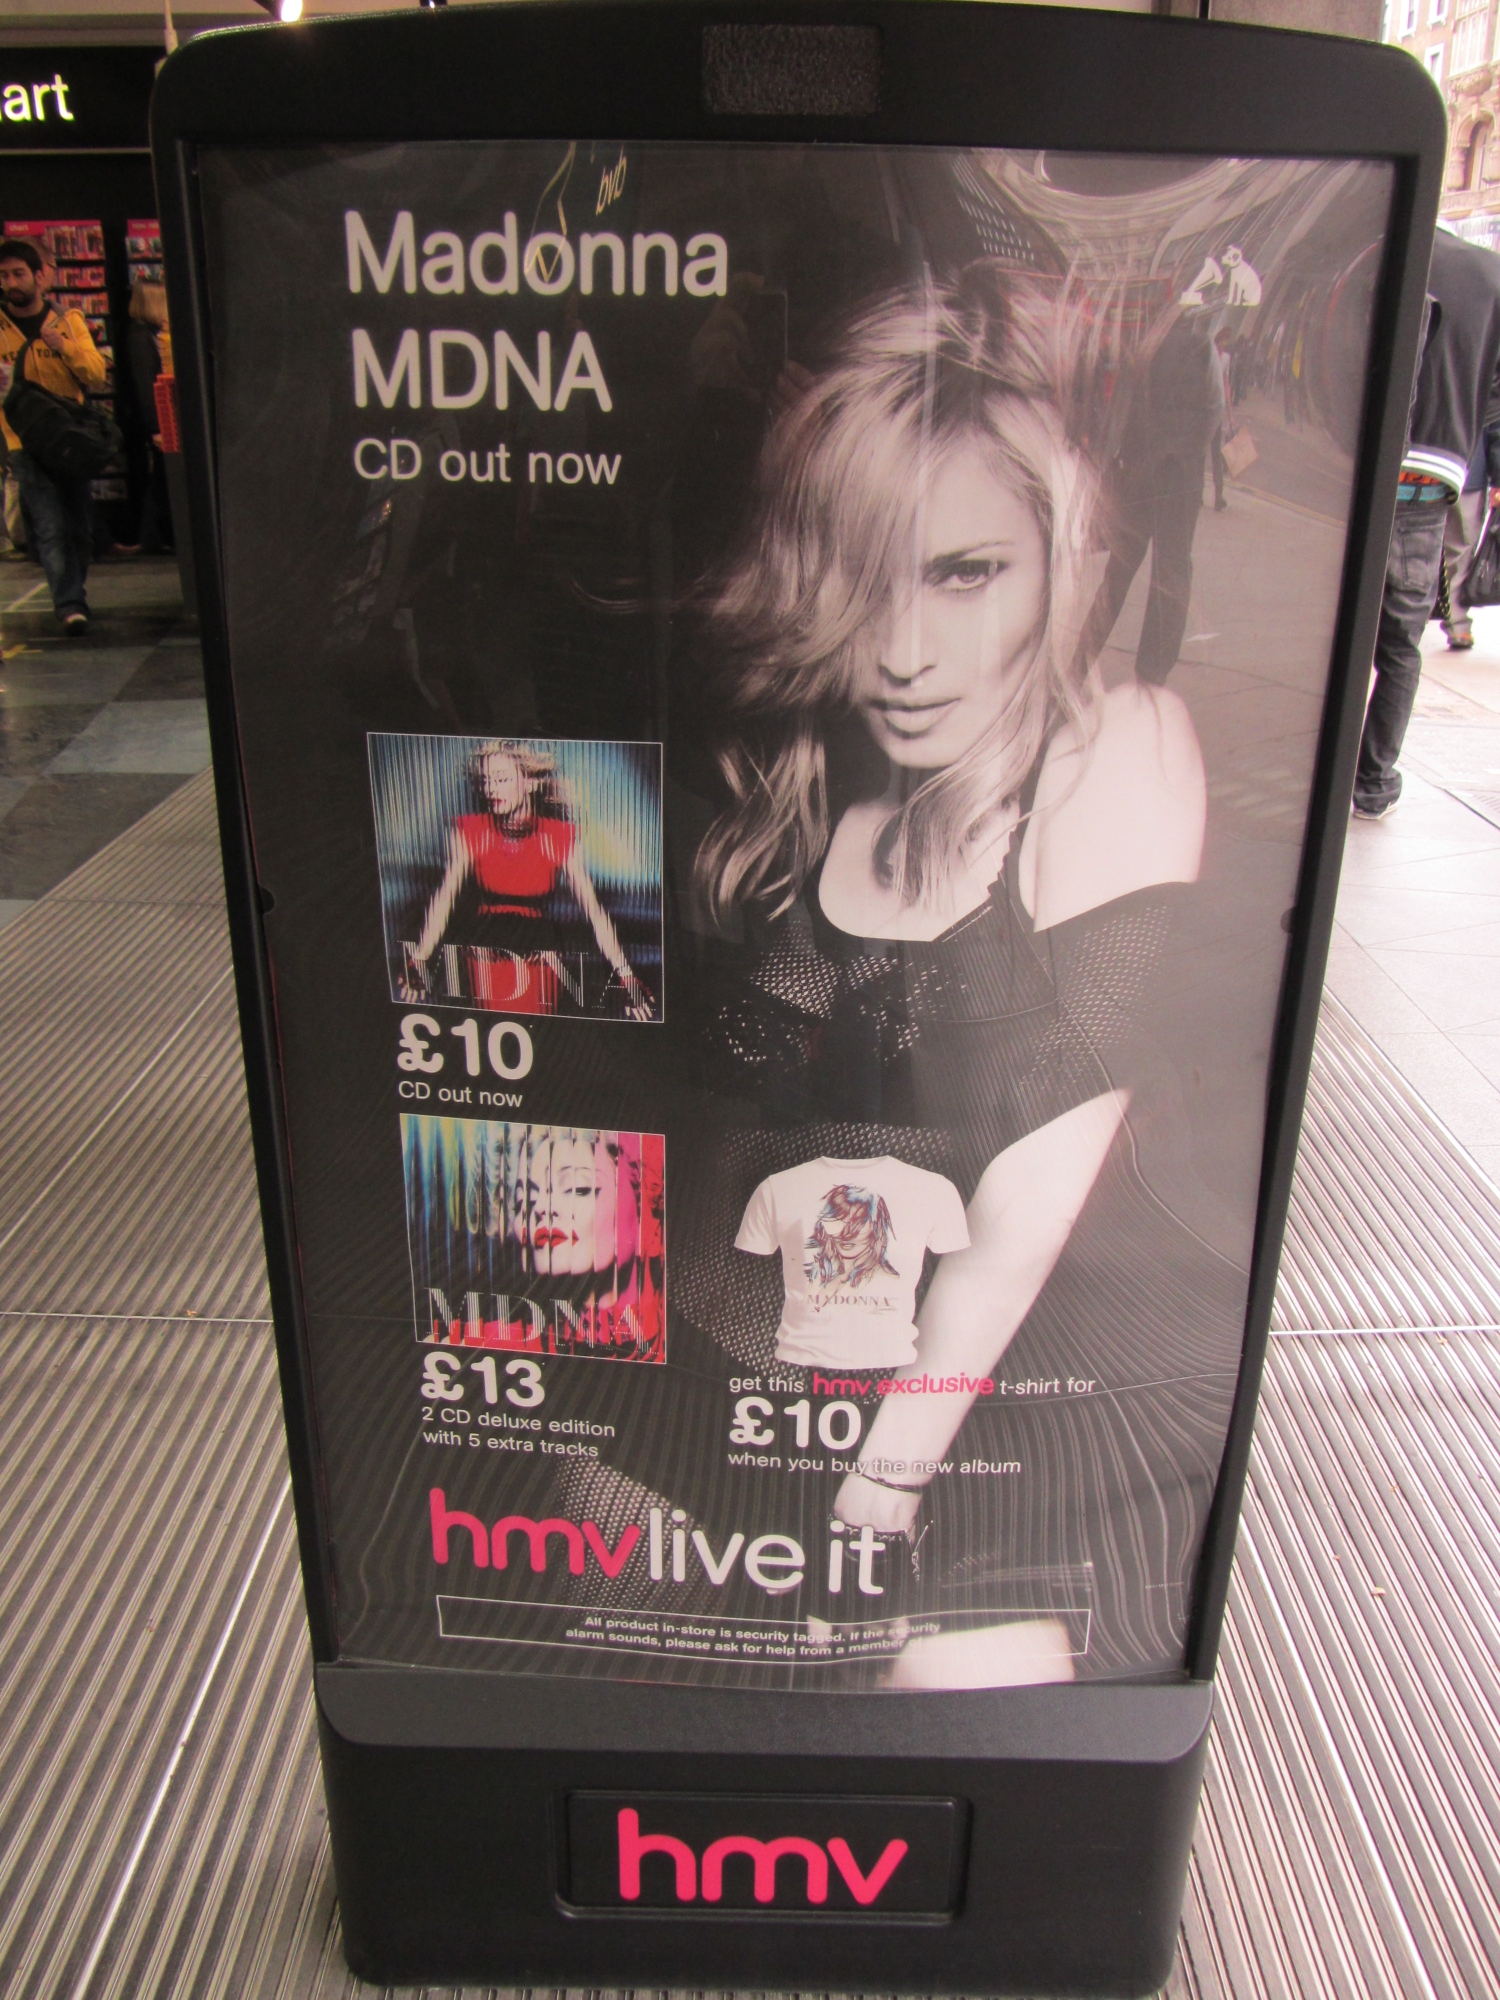 art
Madonna
MDNA
CD out now
MDNA
£10
CD out now
MDNA
£13
2 CD deluxe edition
with 5 extra tracks
MADONNA
get this hmv exclusive t-shirt for
£10
when you buy the new album
hmv live it
All product in-store is security tagged. If the security
alarm sounds, please ask for help from a member
hmv